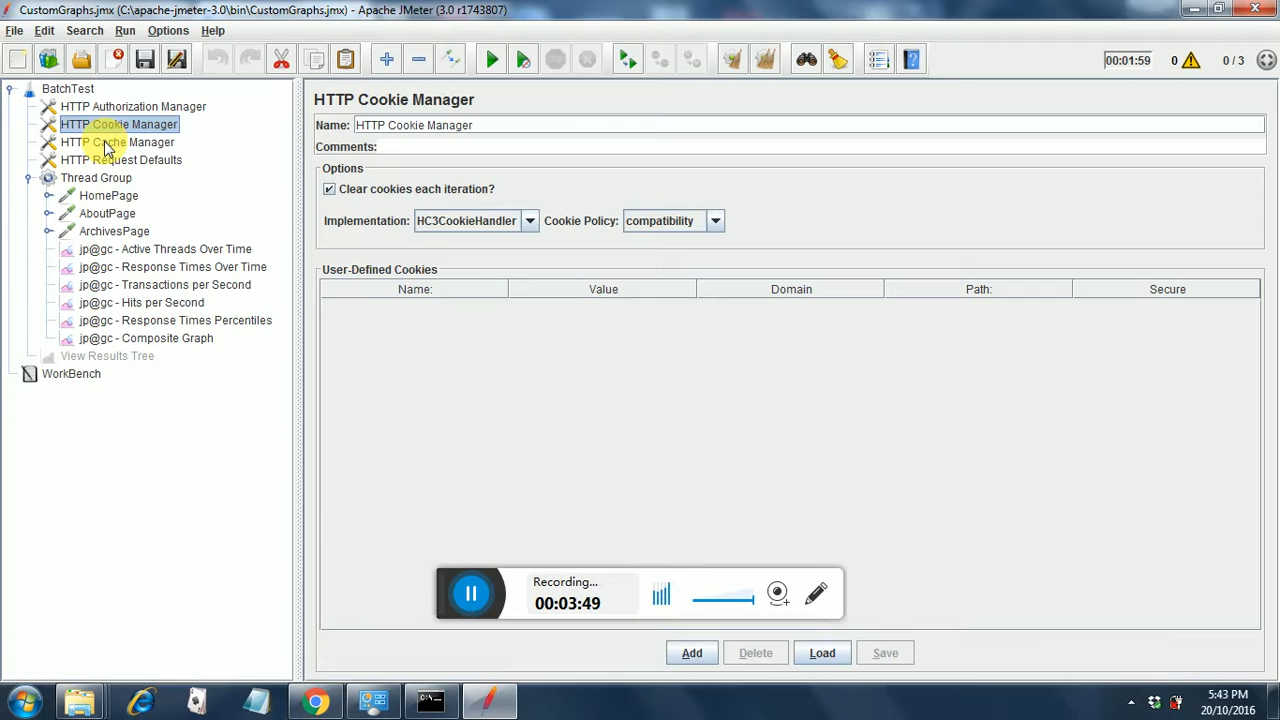 CustomGraphs.jmx (C:\apache-jmeter-3.0\bin\CustomGraphs.jmx) - Apache JMeter (3.0 r1743807)
File Edit Search Run Options Help
00:01:59 0 0 / 3
BatchTest
HTTP Authorization Manager
HTTP Cookie Manager
HTTP Cache Manager
HTTP Request Defaults
Thread Group
HomePage
AboutPage
ArchivesPage
jp@gc - Active Threads Over Time
jp@gc - Response Times Over Time
jp@gc - Transactions per Second
jp@gc - Hits per Second
jp@gc - Response Times Percentiles
jp@gc - Composite Graph
View Results Tree
WorkBench
HTTP Cookie Manager
Name: HTTP Cookie Manager
Comments:
Options
Clear cookies each iteration?
Implementation: HC3CookieHandler Cookie Policy: compatibility
User-Defined Cookies
Name: Value Domain Path: Secure
Recording...
00:03:49
Add Delete Load Save
5:43 PM
20/10/2016